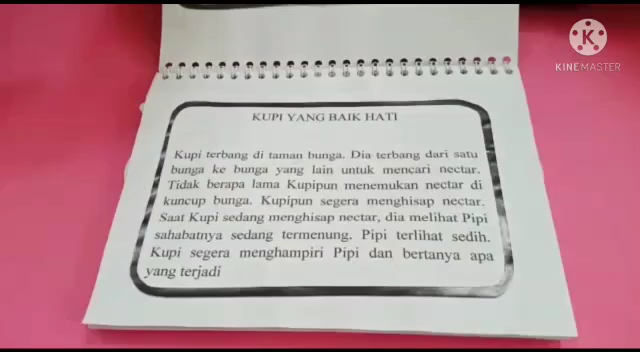 K
KINEMASTER
KUPI YANG BAIK HATI
Kupi terbang di taman bunga. Dia terbang dari satu
bunga ke bunga yang lain untuk mencari nectar.
Tidak berapa lama Kupipun menemukan nectar di
kuncup bunga. Kupipun segera menghisap nectar.
Saat Kupi sedang menghisap nectar, dia melihat Pipi
sahabatnya sedang termenung. Pipi terlihat sedih.
Kupi segera menghampiri Pipi dan bertanya apa
yang terjadi